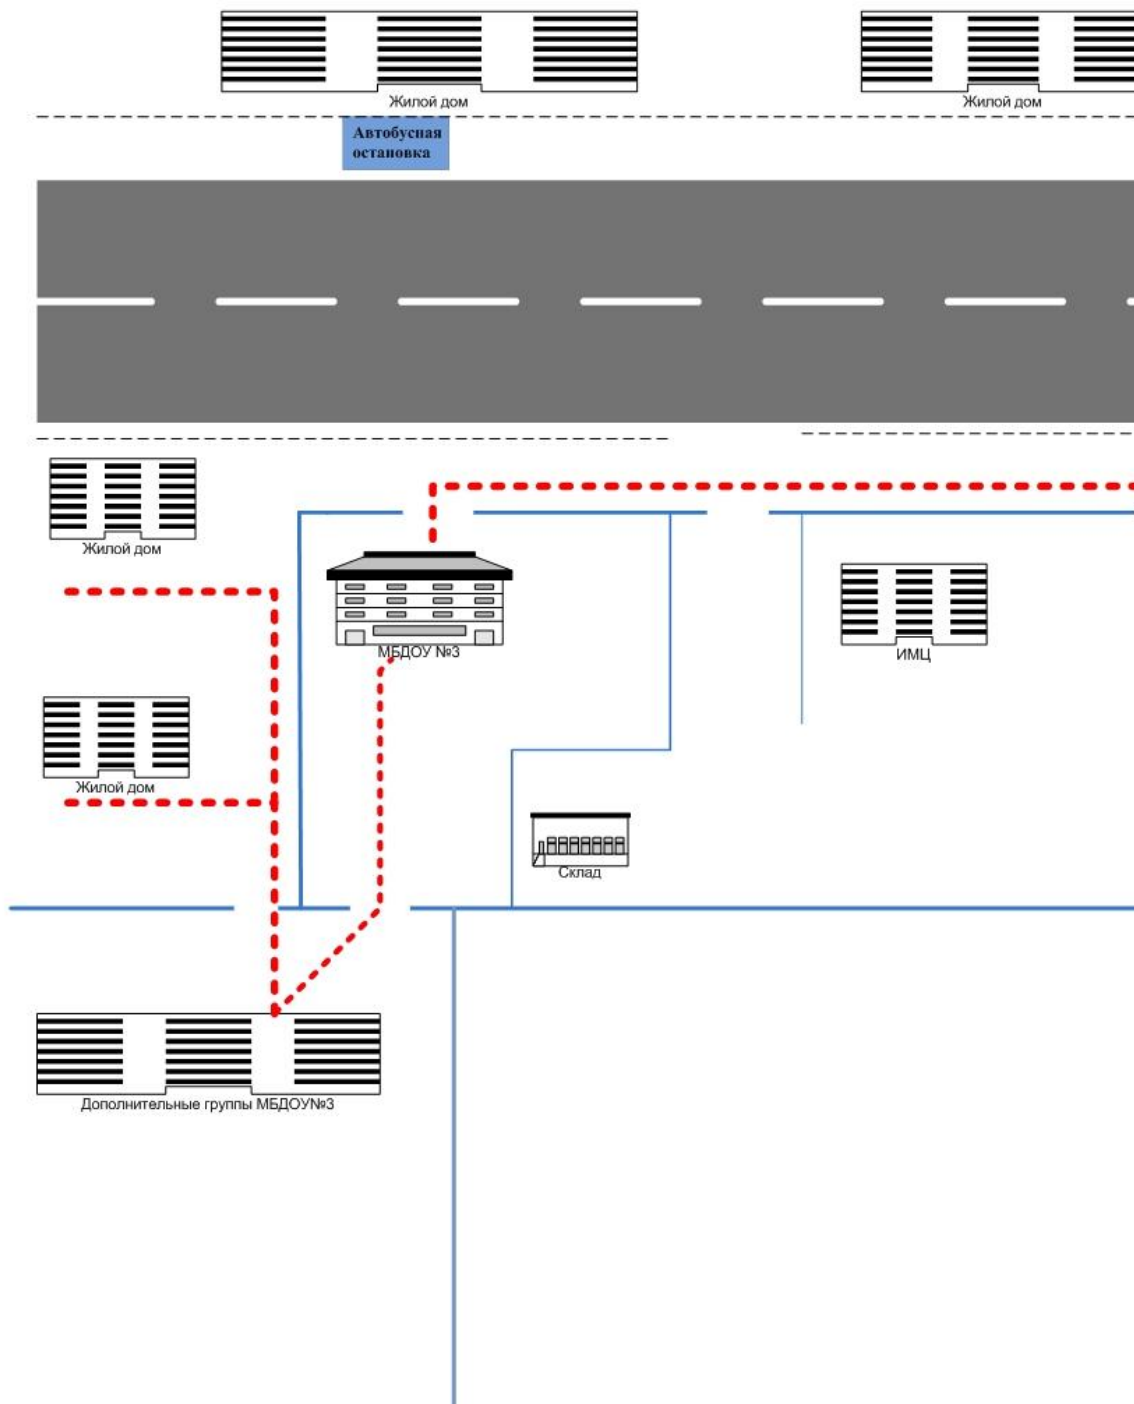 Жилой дом
Жилой дом
Автобусная
остановка
Жилой дом
МБДОУ №3
ИМЦ
Жилой дом
Склад
Дополнительные группы МБДОУ№3